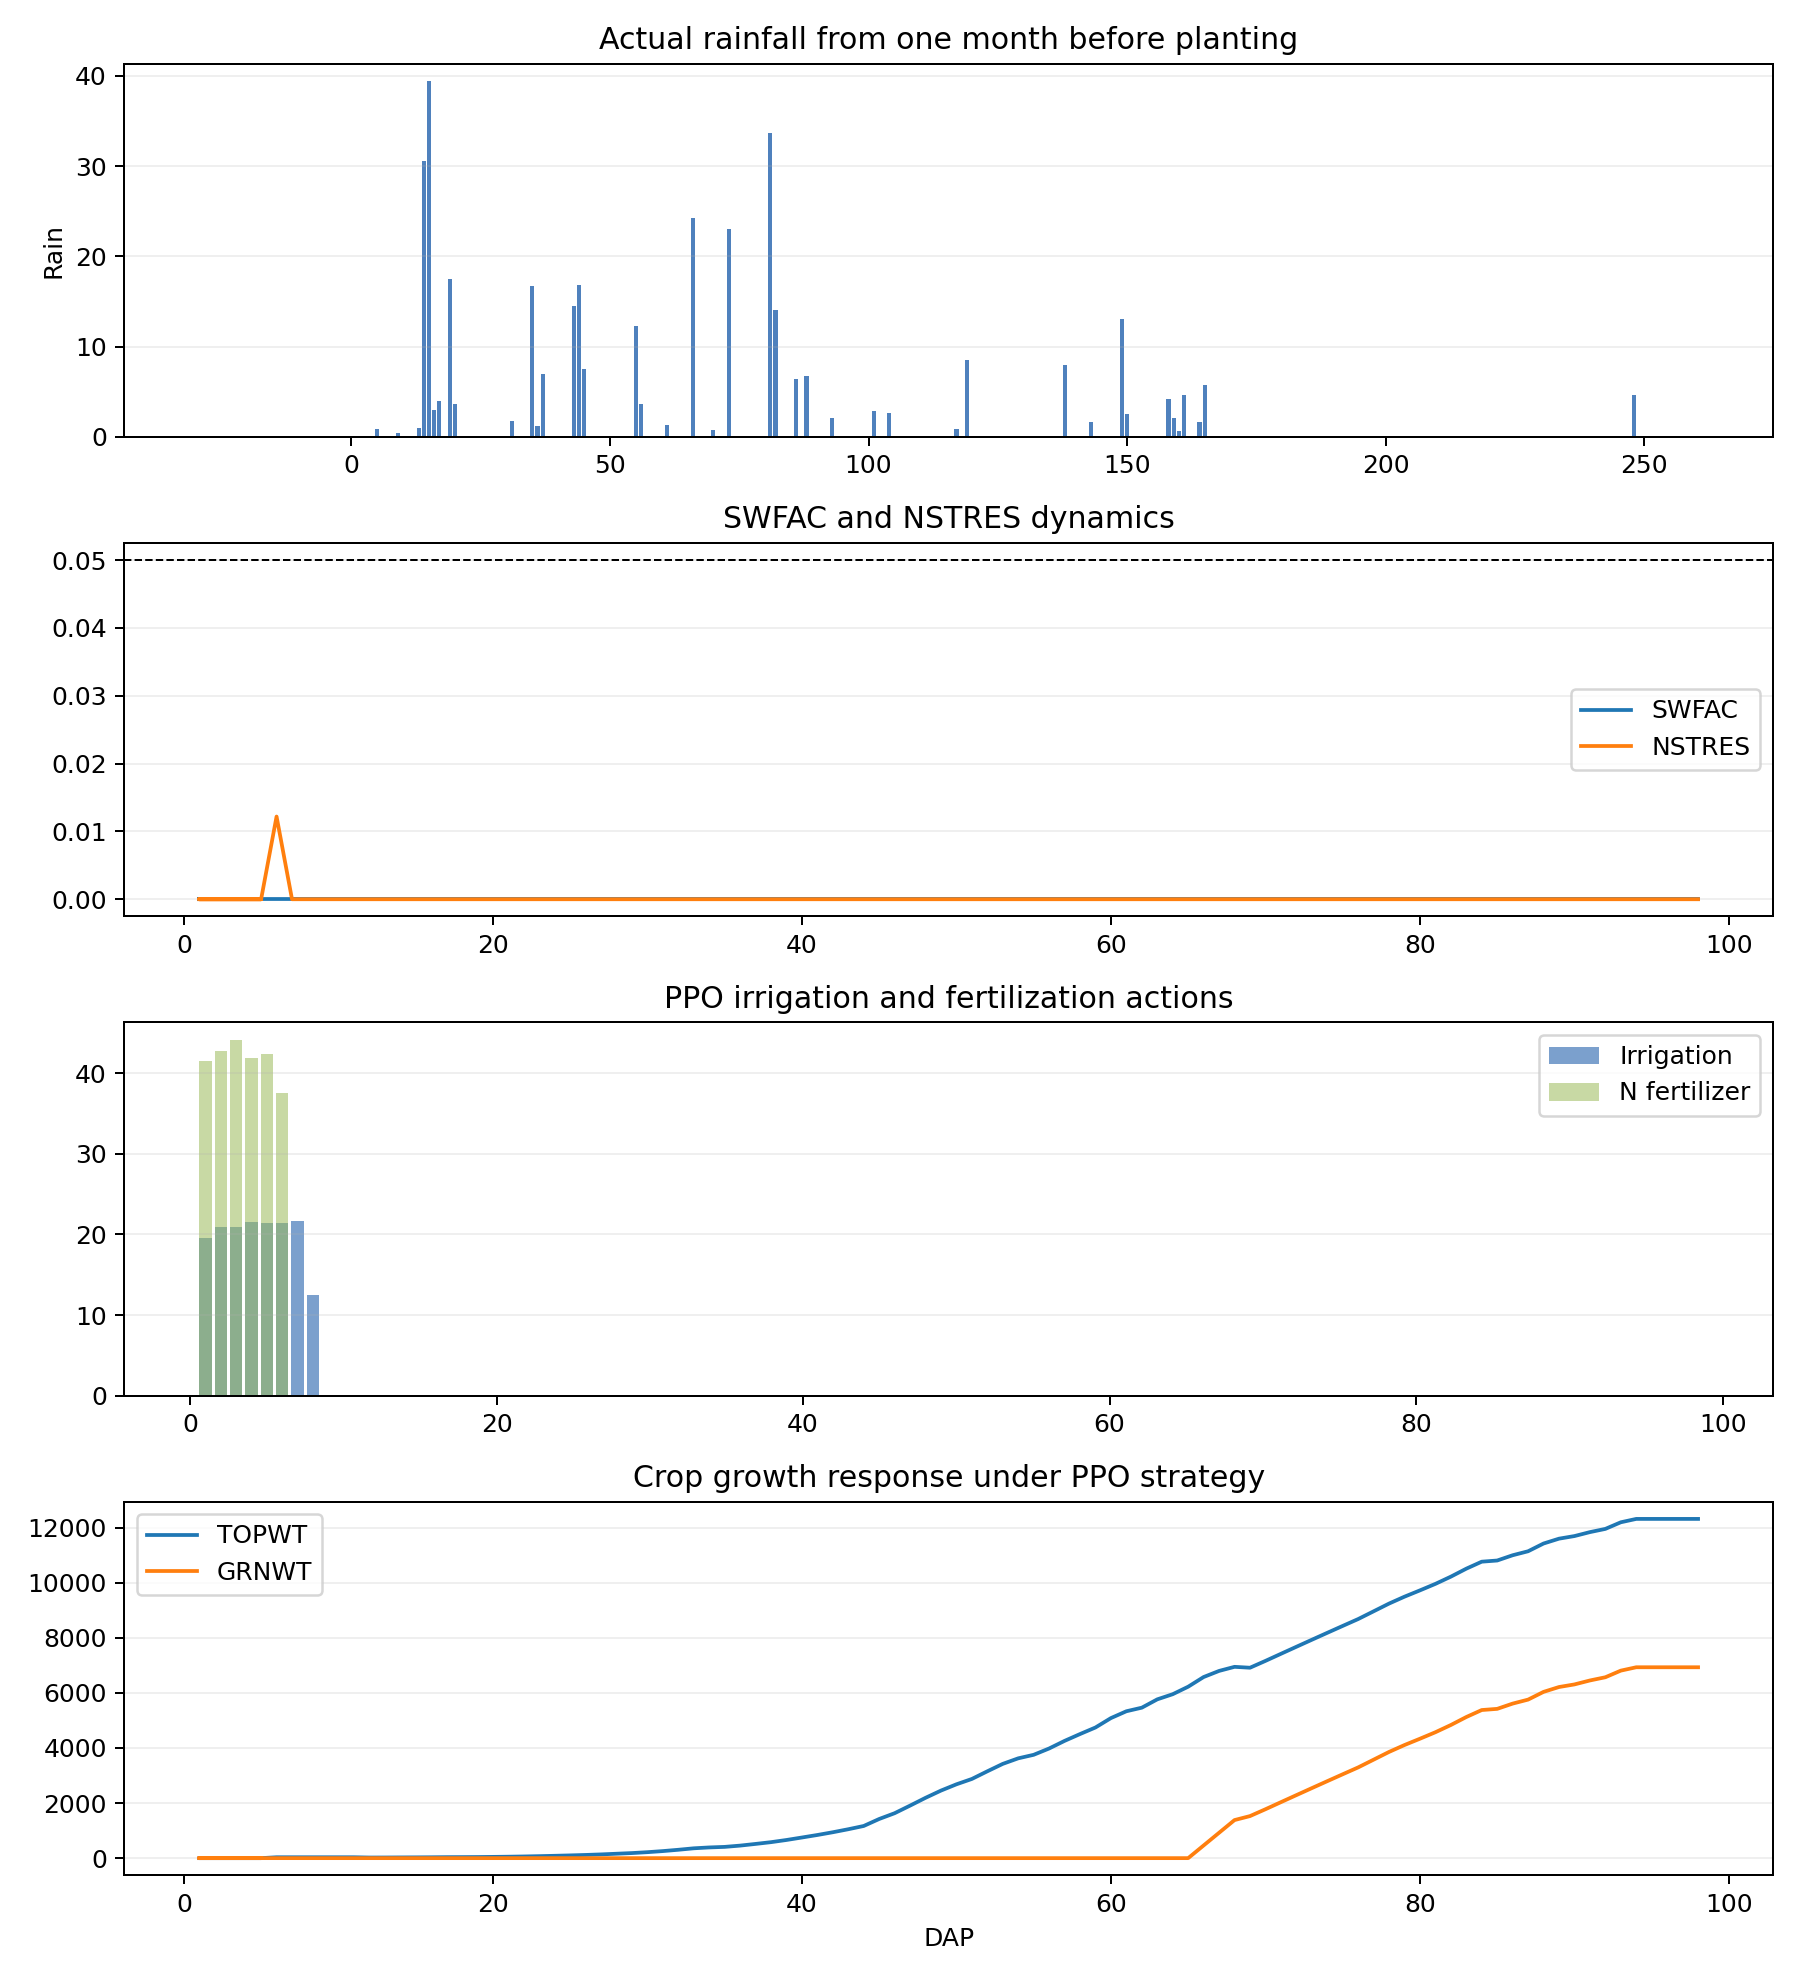 Actual rainfall from one month before planting
Rain
40
30
20
10
0
0 50 100 150 200 250
SWFAC and NSTRES dynamics
0.05
0.04
0.03
0.02
0.01
0.00
SWFAC
NSTRES
0 20 40 60 80 100
PPO irrigation and fertilization actions
40
30
20
10
0
Irrigation
N fertilizer
0 20 40 60 80 100
Crop growth response under PPO strategy
12000
10000
8000
6000
4000
2000
0
TOPWT
GRNWT
0 20 40 60 80 100
DAP